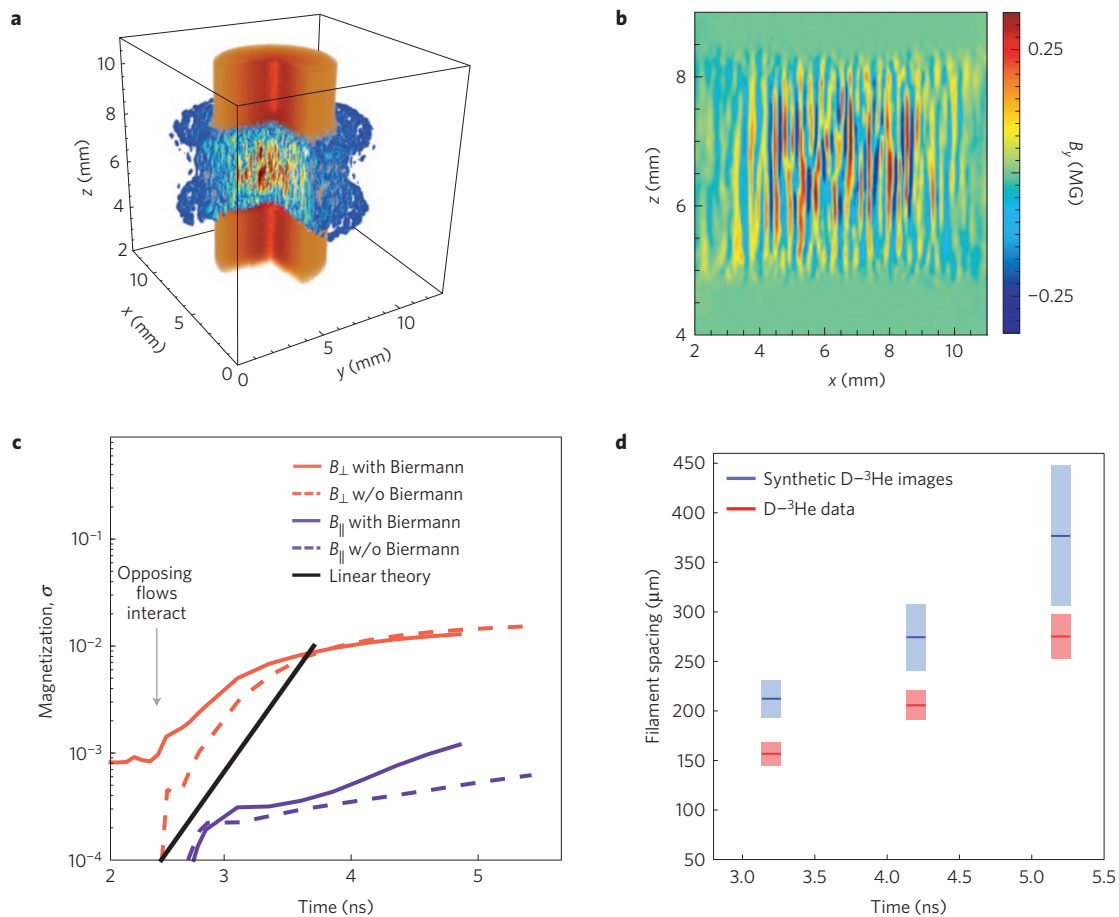 a
10
8
6
4
2
z (mm)
10
5
0
x (mm)
0
5
10
y (mm)
b
8
6
4
z (mm)
2
4
6
8
10
x (mm)
0.25
−0.25
B_y (MG)
c
B⊥ with Biermann
B⊥ w/o Biermann
B∥ with Biermann
B∥ w/o Biermann
Linear theory
Opposing
flows
interact
10⁻¹
10⁻²
10⁻³
10⁻⁴
Magnetization, σ
2
3
4
5
Time (ns)
d
Synthetic D–³He images
D–³He data
450
400
350
300
250
200
150
100
50
Filament spacing (μm)
3.0
3.5
4.0
4.5
5.0
5.5
Time (ns)